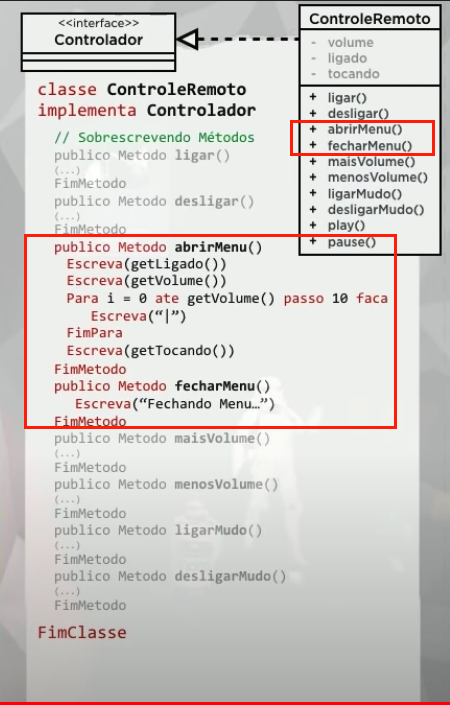 <<interface>>
Controlador
ControleRemoto
- volume
- ligado
- tocando
+ ligar()
+ desligar()
+ abrirMenu()
+ fecharMenu()
+ maisVolume()
+ menosVolume()
+ ligarMudo()
+ desligarMudo()
+ play()
+ pause()
classe ControleRemoto
implementa Controlador
// Sobrescrevendo Métodos
publico Metodo ligar()
(...)
FimMetodo
publico Metodo desligar()
(...)
FimMetodo
publico Metodo abrirMenu()
Escreva(getLigado())
Escreva(getVolume())
Para i = 0 ate getVolume() passo 10 faca
Escreva(“|”)
FimPara
Escreva(getTocando())
FimMetodo
publico Metodo fecharMenu()
Escreva(“Fechando Menu…”)
FimMetodo
publico Metodo maisVolume()
(...)
FimMetodo
publico Metodo menosVolume()
(...)
FimMetodo
publico Metodo ligarMudo()
(...)
FimMetodo
publico Metodo desligarMudo()
(...)
FimMetodo
FimClasse